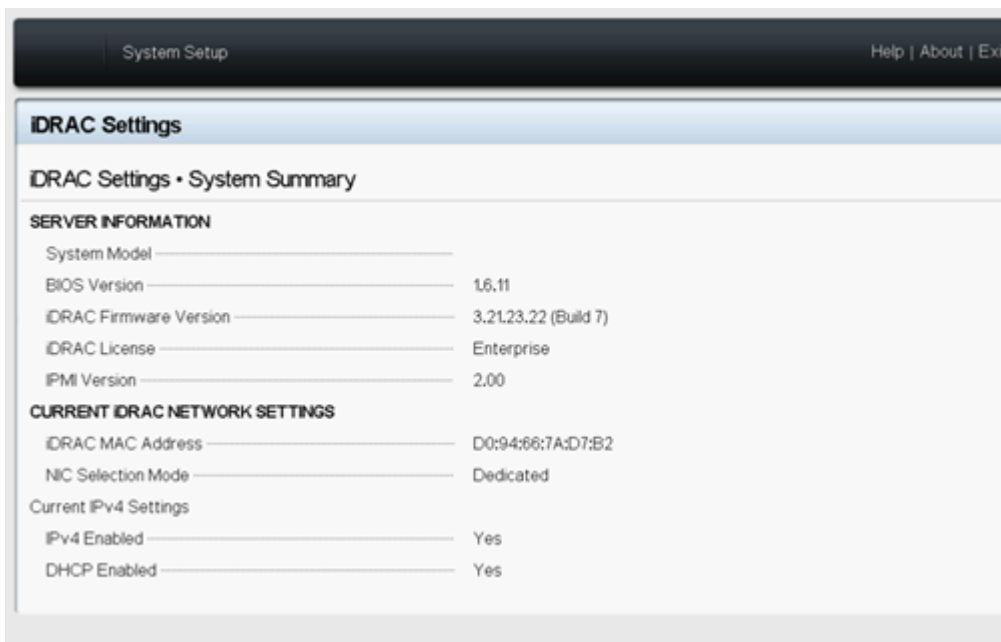 System Setup
Help | About | Exi
iDRAC Settings
iDRAC Settings • System Summary
SERVER INFORMATION
System Model
BIOS Version 1.6.11
iDRAC Firmware Version 3.21.23.22 (Build 7)
iDRAC License Enterprise
IPMI Version 2.00
CURRENT iDRAC NETWORK SETTINGS
iDRAC MAC Address D0:94:66:7A:D7:B2
NIC Selection Mode Dedicated
Current IPv4 Settings
IPv4 Enabled Yes
DHCP Enabled Yes